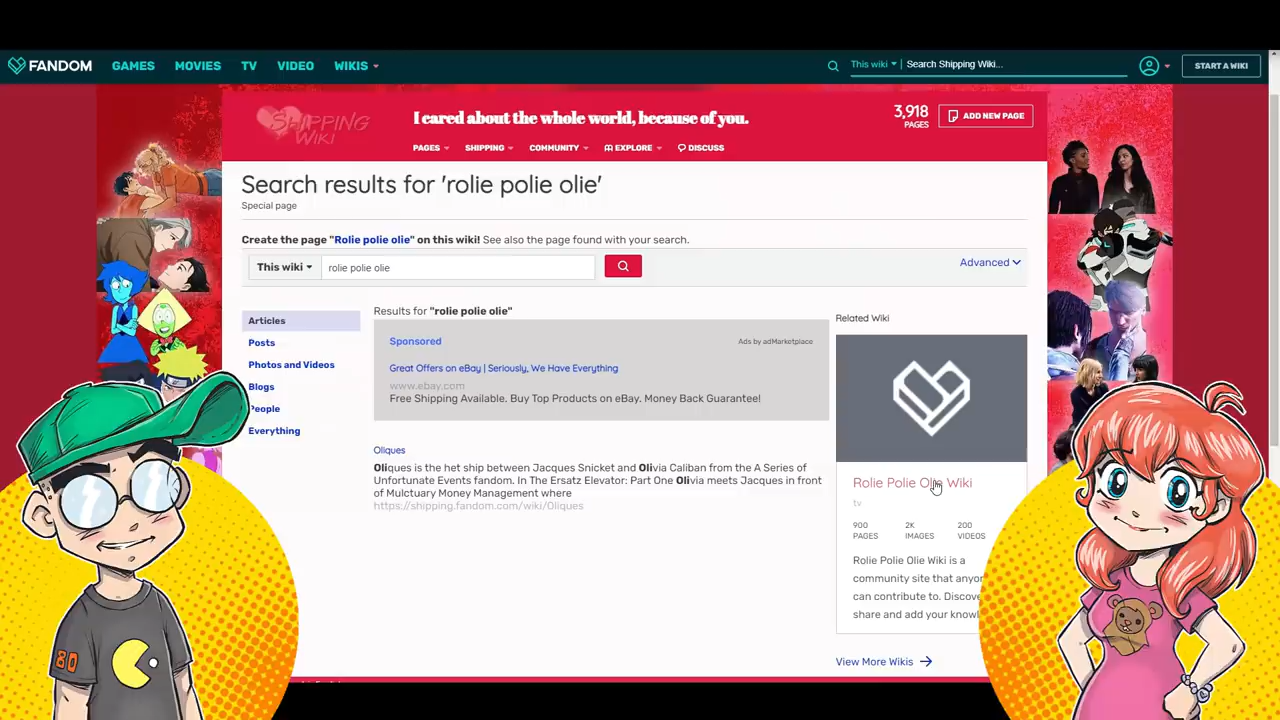 FANDOM GAMES MOVIES TV VIDEO WIKIS This wiki Search Shipping Wiki... START A WIKI
SHIPPING WIKI
I cared about the whole world, because of you.
3,918 PAGES
ADD NEW PAGE
PAGES SHIPPING COMMUNITY EXPLORE DISCUSS
Search results for 'rolie polie olie'
Special page
Create the page "Rolie polie olie" on this wiki! See also the page found with your search.
This wiki rolie polie olie Advanced
Articles
Posts
Photos and Videos
Blogs
People
Everything
Results for "rolie polie olie"
Sponsored Ads by adMarketplace
Great Offers on eBay | Seriously, We Have Everything
www.ebay.com
Free Shipping Available. Buy Top Products on eBay. Money Back Guarantee!
Oliques
Oliques is the het ship between Jacques Snicket and Olivia Caliban from the A Series of
Unfortunate Events fandom. In The Ersatz Elevator: Part One Olivia meets Jacques in front
of Mulctuary Money Management where
https://shipping.fandom.com/wiki/Oliques
Related Wiki
Rolie Polie Olie Wiki
tv
900 2K 200
PAGES IMAGES VIDEOS
Rolie Polie Olie Wiki is a
community site that anyon
can contribute to. Discove
share and add your knowl
View More Wikis
80